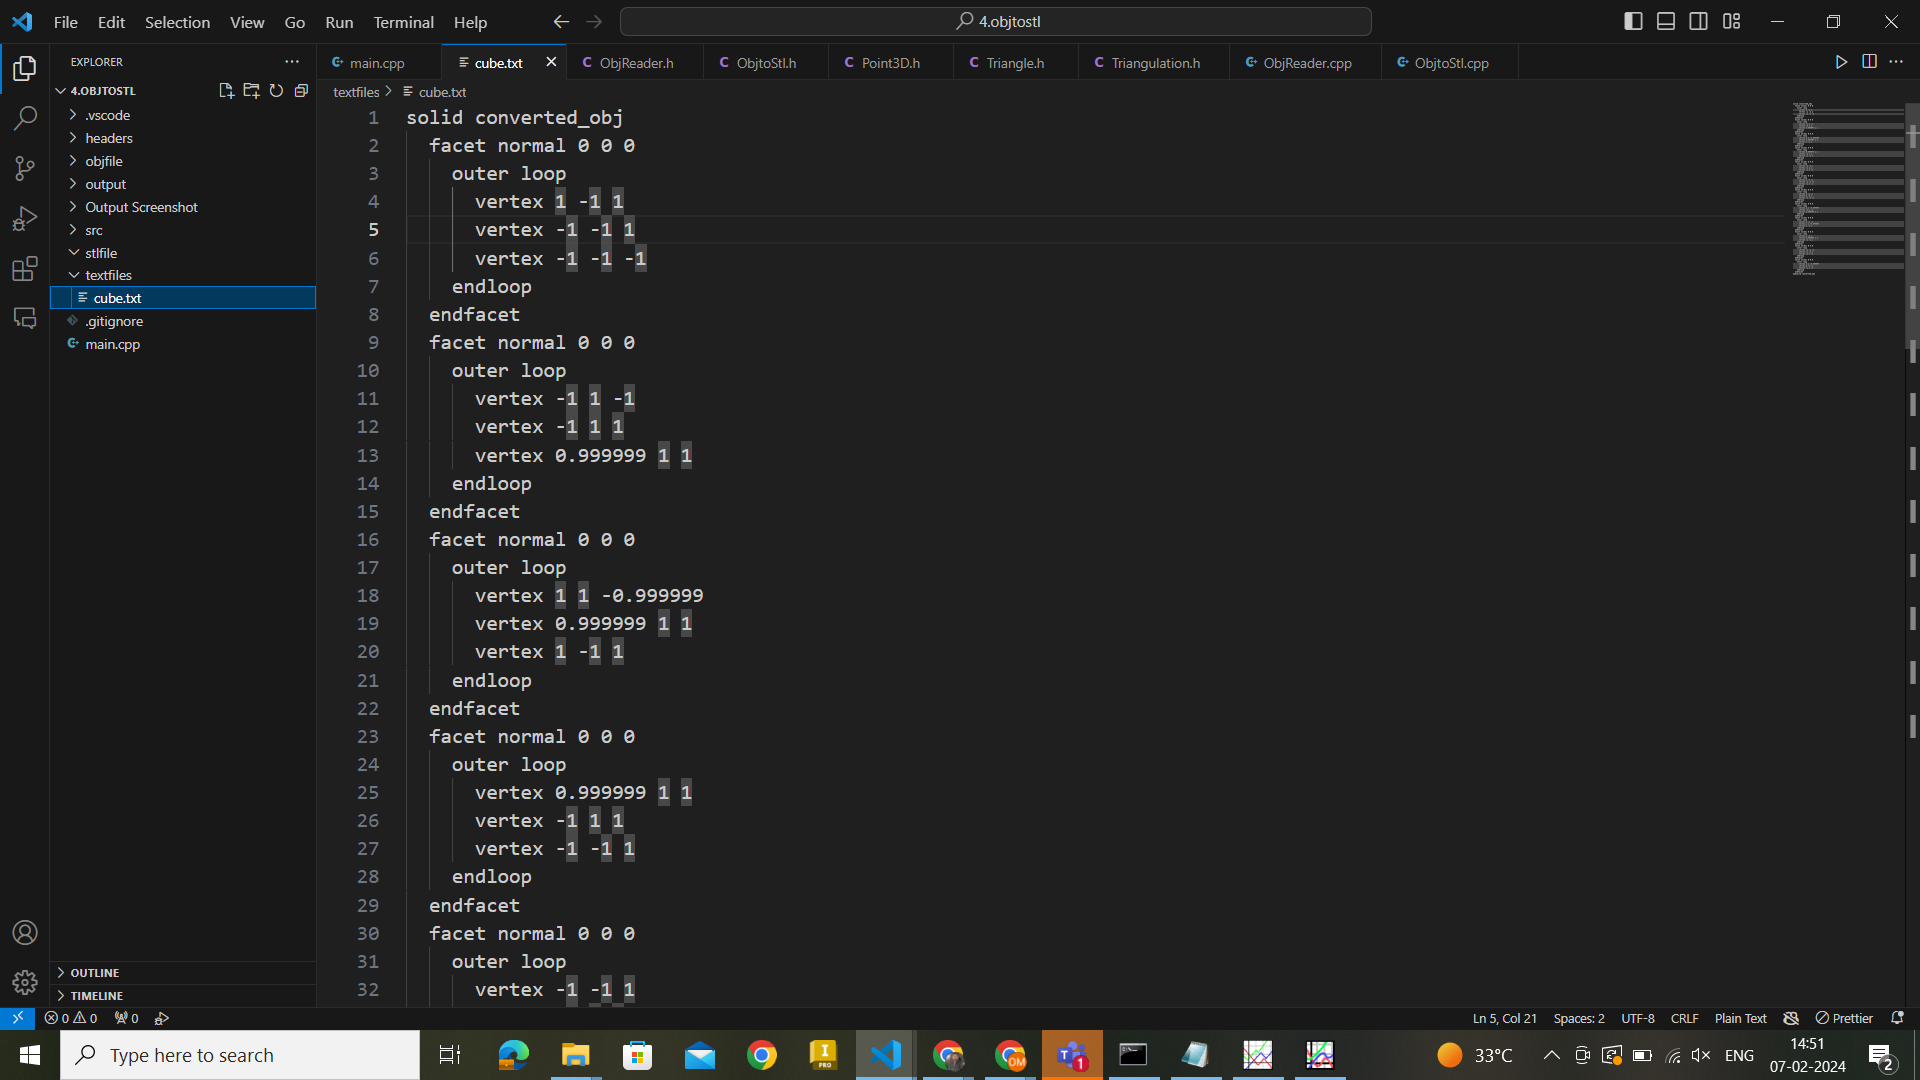 File Edit Selection View Go Run Terminal Help
4.objtostl
EXPLORER
4.OBJTOSTL
.vscode
headers
objfile
output
Output Screenshot
src
stlfile
textfiles
cube.txt
.gitignore
main.cpp
OUTLINE
TIMELINE
main.cpp cube.txt ObjReader.h ObjtoStl.h Point3D.h Triangle.h Triangulation.h ObjReader.cpp ObjtoStl.cpp
textfiles > cube.txt
1 solid converted_obj
2 facet normal 0 0 0
3 outer loop
4 vertex 1 -1 1
5 vertex -1 -1 1
6 vertex -1 -1 -1
7 endloop
8 endfacet
9 facet normal 0 0 0
10 outer loop
11 vertex -1 1 -1
12 vertex -1 1 1
13 vertex 0.999999 1 1
14 endloop
15 endfacet
16 facet normal 0 0 0
17 outer loop
18 vertex 1 1 -0.999999
19 vertex 0.999999 1 1
20 vertex 1 -1 1
21 endloop
22 endfacet
23 facet normal 0 0 0
24 outer loop
25 vertex 0.999999 1 1
26 vertex -1 1 1
27 vertex -1 -1 1
28 endloop
29 endfacet
30 facet normal 0 0 0
31 outer loop
32 vertex -1 -1 1
0 0 0 Ln 5, Col 21 Spaces: 2 UTF-8 CRLF Plain Text Prettier
Type here to search
I
PRO
OM
T
1
33°C
ENG
14:51
07-02-2024
2